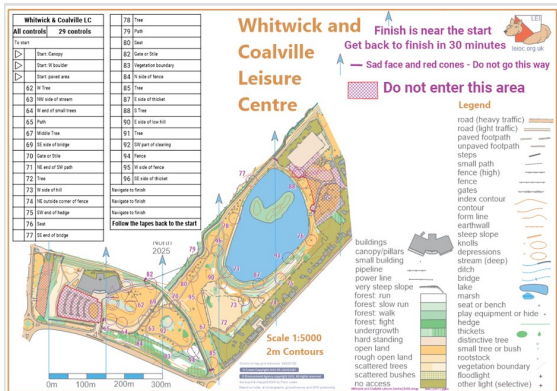 Whitwick & Coalville LC
All controls 29 controls
To start
Start: Canopy
Start: W boulder
Start: paved area
62 W Tree
63 NW side of stream
64 W end of small trees
65 Path
67 Middle Tree
69 SE side of bridge
70 Gate or Stile
71 NE end of SW path
72 Tree
73 W side of hill
74 NE outside corner of fence
75 SW end of hedge
76 Seat
77 SE end of bridge
78 Tree
79 Path
80 Seat
82 Gate or Stile
83 Vegetation boundary
84 N side of fence
85 Tree
87 E side of thicket
88 S Tree
90 E side of low hill
91 Tree
92 SW part of clearing
94 Fence
95 W side of fence
96 SE side of thicket
Navigate to finish
Navigate to finish
Navigate to finish
Follow the tapes back to the start
Whitwick and
Coalville
Leisure
Centre
Finish is near the start
Get back to finish in 30 minutes
Sad face and red cones - Do not go this way
Do not enter this area
LEI
leioc.org.uk
Legend
road (heavy traffic)
road (light traffic)
paved footpath
unpaved footpath
steps
small path
fence (high)
fence
gates
index contour
contour
form line
earthwall
steep slope
knolls
depressions
stream (deep)
ditch
bridge
lake
marsh
seat or bench
play equipment or hide
hedge
thickets
distinctive tree
small tree or bush
rootstock
vegetation boundary
floodlight
other light (selective)
buildings
canopy/pillars
small building
pipeline
power line
very steep slope
forest: run
forest: slow run
forest: walk
forest: fight
undergrowth
hard standing
open land
rough open land
scattered trees
scattered bushes
no access
North
2025
Scale 1:5000
2m Contours
0m 100m 200m 300m